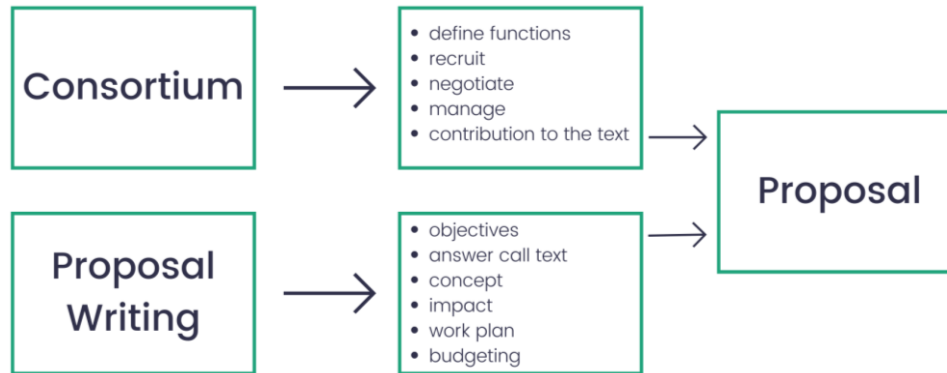 Consortium
• define functions
• recruit
• negotiate
• manage
• contribution to the text
Proposal
Writing
• objectives
• answer call text
• concept
• impact
• work plan
• budgeting
Proposal